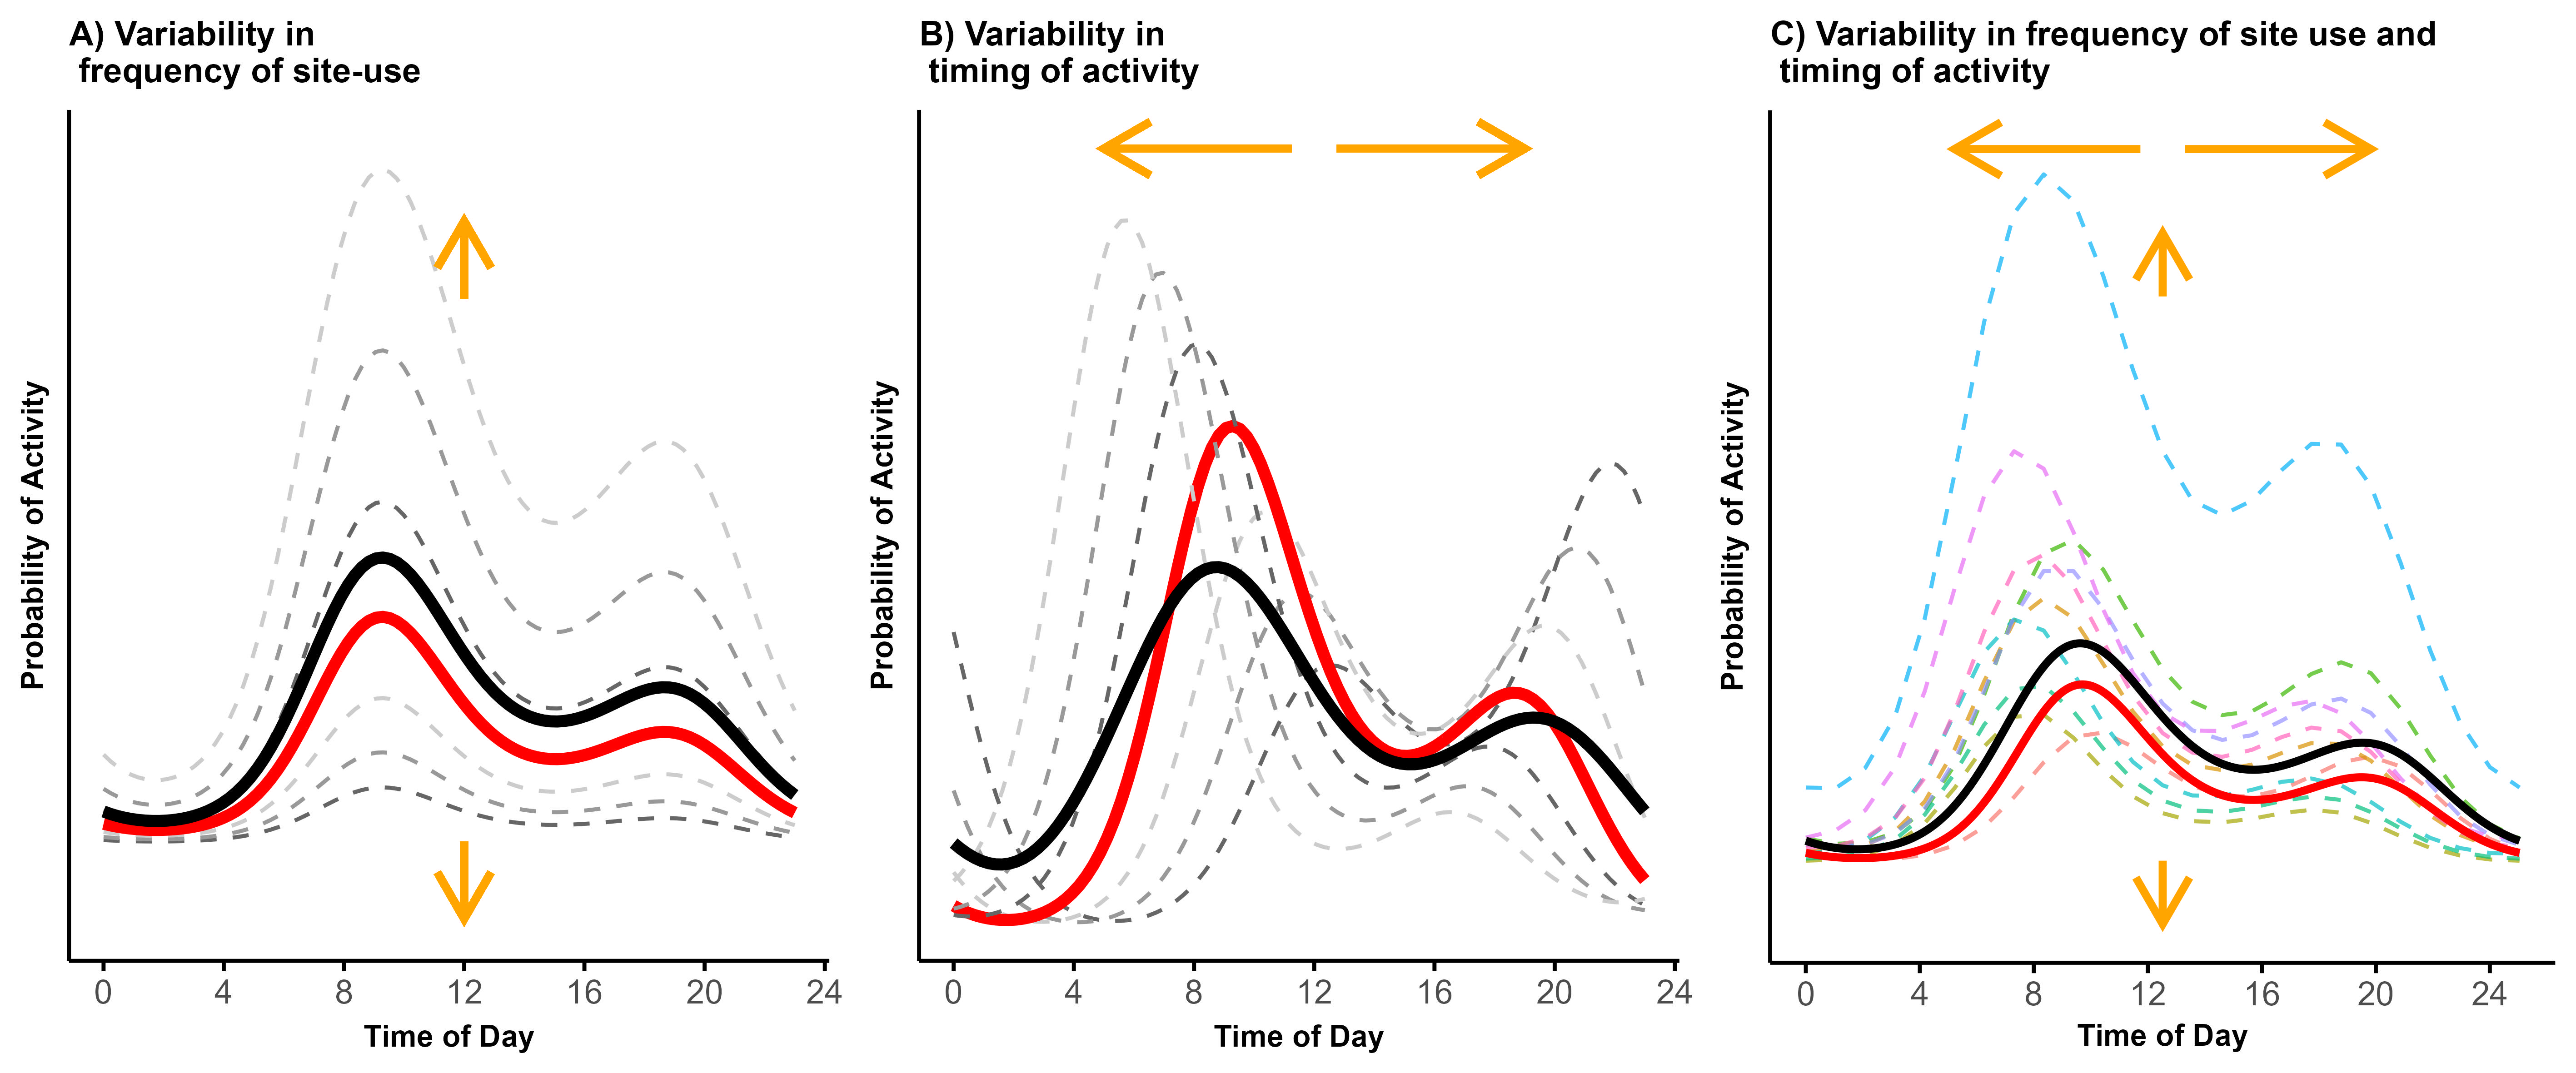 A) Variability in
frequency of site-use
Probability of Activity
0 4 8 12 16 20 24
Time of Day
B) Variability in
timing of activity
Probability of Activity
0 4 8 12 16 20 24
Time of Day
C) Variability in frequency of site use and
timing of activity
Probability of Activity
0 4 8 12 16 20 24
Time of Day